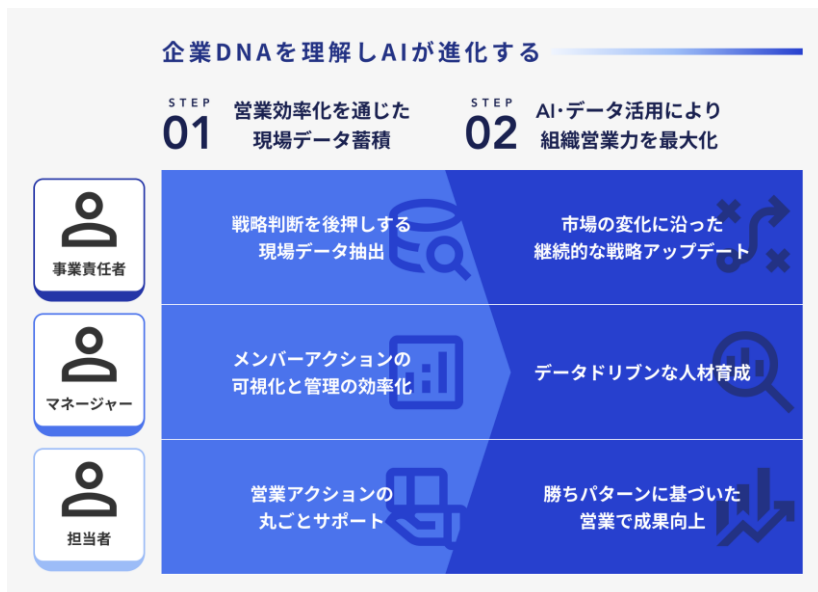 企業DNAを理解しAIが進化する
STEP
01
営業効率化を通じた
現場データ蓄積
STEP
02
AI･データ活用により
組織営業力を最大化
事業責任者
戦略判断を後押しする
現場データ抽出
市場の変化に沿った
継続的な戦略アップデート
マネージャー
メンバーアクションの
可視化と管理の効率化
データドリブンな人材育成
担当者
営業アクションの
丸ごとサポート
勝ちパターンに基づいた
営業で成果向上